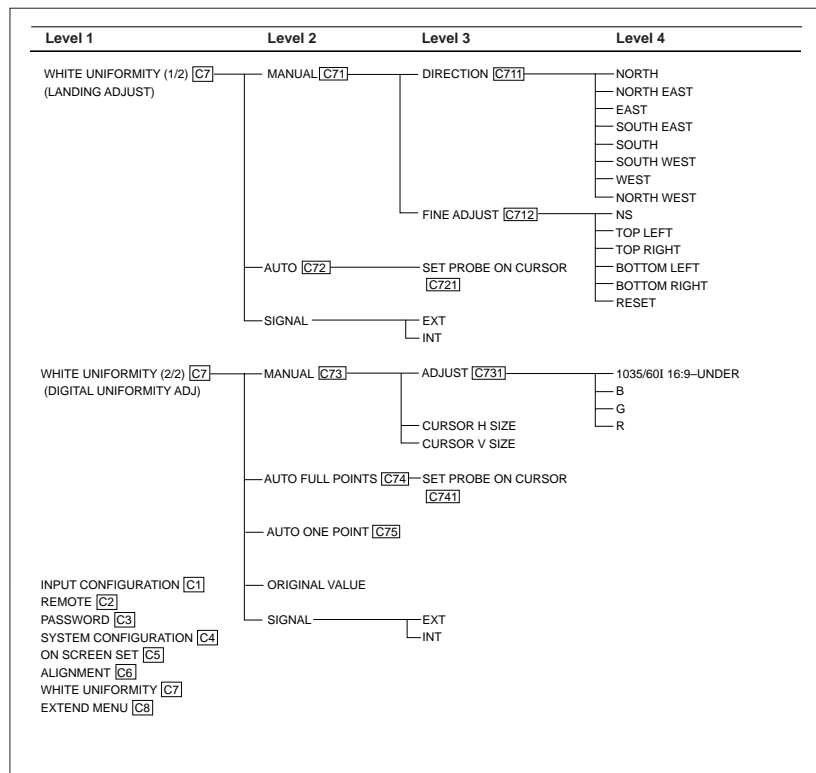 Level 1 Level 2 Level 3 Level 4
WHITE UNIFORMITY (1/2) C7 MANUAL C71 DIRECTION C711 NORTH
(LANDING ADJUST) NORTH EAST
EAST
SOUTH EAST
SOUTH
SOUTH WEST
WEST
NORTH WEST
FINE ADJUST C712 NS
TOP LEFT
TOP RIGHT
AUTO C72 SET PROBE ON CURSOR BOTTOM LEFT
C721 BOTTOM RIGHT
RESET
SIGNAL EXT
INT
WHITE UNIFORMITY (2/2) C7 MANUAL C73 ADJUST C731 1035/60I 16:9–UNDER
(DIGITAL UNIFORMITY ADJ) B
G
CURSOR H SIZE R
CURSOR V SIZE
AUTO FULL POINTS C74 SET PROBE ON CURSOR
C741
AUTO ONE POINT C75
INPUT CONFIGURATION C1 ORIGINAL VALUE
REMOTE C2
PASSWORD C3 SIGNAL EXT
SYSTEM CONFIGURATION C4 INT
ON SCREEN SET C5
ALIGNMENT C6
WHITE UNIFORMITY C7
EXTEND MENU C8